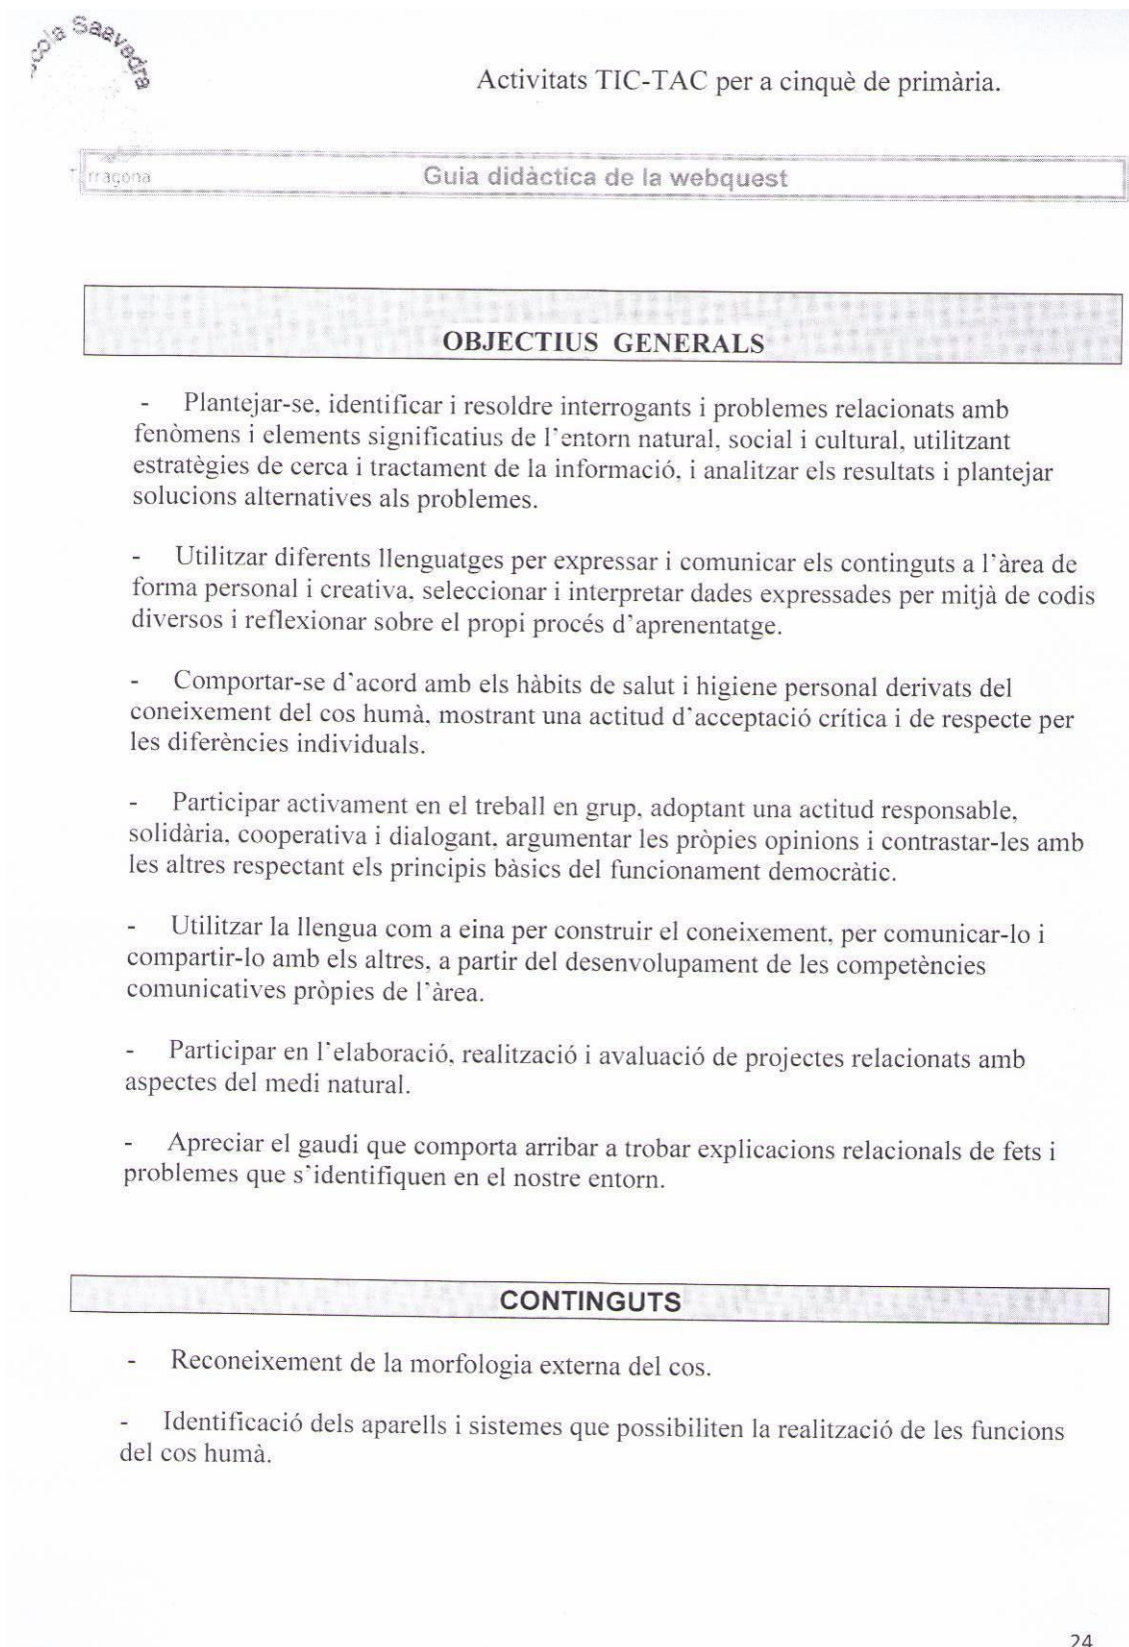 Escola Saavedra
Activitats TIC-TAC per a cinquè de primària.
Tarragona
Guia didàctica de la webquest
OBJECTIUS GENERALS
- Plantejar-se, identificar i resoldre interrogants i problemes relacionats amb
fenòmens i elements significatius de l'entorn natural, social i cultural, utilitzant
estratègies de cerca i tractament de la informació, i analitzar els resultats i plantejar
solucions alternatives als problemes.
- Utilitzar diferents llenguatges per expressar i comunicar els continguts a l'àrea de
forma personal i creativa, seleccionar i interpretar dades expressades per mitjà de codis
diversos i reflexionar sobre el propi procés d'aprenentatge.
- Comportar-se d'acord amb els hàbits de salut i higiene personal derivats del
coneixement del cos humà, mostrant una actitud d'acceptació crítica i de respecte per
les diferències individuals.
- Participar activament en el treball en grup, adoptant una actitud responsable,
solidària, cooperativa i dialogant, argumentar les pròpies opinions i contrastar-les amb
les altres respectant els principis bàsics del funcionament democràtic.
- Utilitzar la llengua com a eina per construir el coneixement, per comunicar-lo i
compartir-lo amb els altres, a partir del desenvolupament de les competències
comunicatives pròpies de l'àrea.
- Participar en l'elaboració, realització i avaluació de projectes relacionats amb
aspectes del medi natural.
- Apreciar el gaudi que comporta arribar a trobar explicacions relacionals de fets i
problemes que s'identifiquen en el nostre entorn.
CONTINGUTS
- Reconeixement de la morfologia externa del cos.
- Identificació dels aparells i sistemes que possibiliten la realització de les funcions
del cos humà.
24